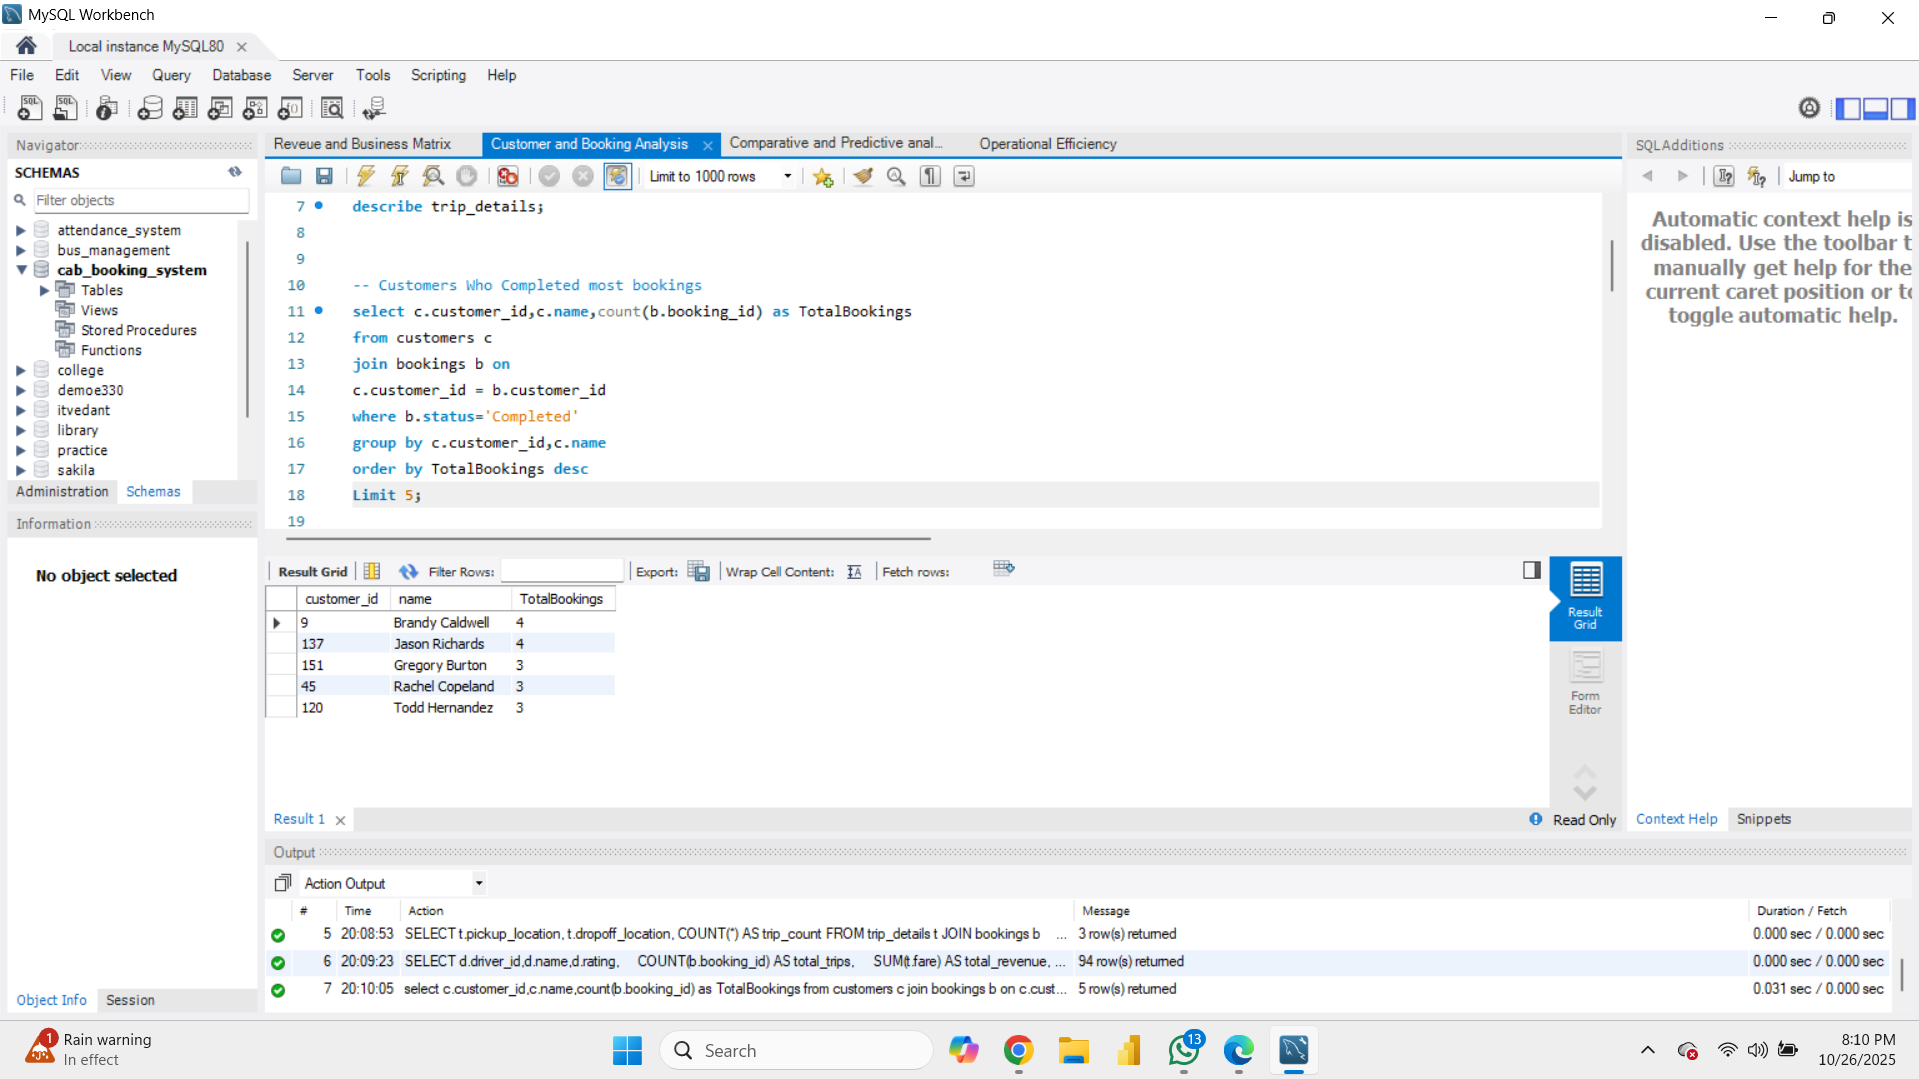 MySQL Workbench
Local instance MySQL80
File Edit View Query Database Server Tools Scripting Help
Navigator
SCHEMAS
Filter objects
attendance_system
bus_management
cab_booking_system
Tables
Views
Stored Procedures
Functions
college
demoe330
itvedant
library
practice
sakila
Administration Schemas
Information
No object selected
Object Info Session
Reveue and Business Matrix Customer and Booking Analysis Comparative and Predictive anal... Operational Efficiency
Limit to 1000 rows
7 describe trip_details;
8
9
10 -- Customers Who Completed most bookings
11 select c.customer_id,c.name,count(b.booking_id) as TotalBookings
12 from customers c
13 join bookings b on
14 c.customer_id = b.customer_id
15 where b.status='Completed'
16 group by c.customer_id,c.name
17 order by TotalBookings desc
18 Limit 5;
19
Result Grid Filter Rows: Export: Wrap Cell Content: Fetch rows:
customer_id name TotalBookings
9 Brandy Caldwell 4
137 Jason Richards 4
151 Gregory Burton 3
45 Rachel Copeland 3
120 Todd Hernandez 3
Result Grid
Form Editor
Result 1
Read Only
SQLAdditions
Jump to
Automatic context help is
disabled. Use the toolbar t
manually get help for the
current caret position or to
toggle automatic help.
Context Help Snippets
Output
Action Output
# Time Action Message Duration / Fetch
5 20:08:53 SELECT t.pickup_location, t.dropoff_location, COUNT(*) AS trip_count FROM trip_details t JOIN bookings b ... 3 row(s) returned 0.000 sec / 0.000 sec
6 20:09:23 SELECT d.driver_id,d.name,d.rating, COUNT(b.booking_id) AS total_trips, SUM(t.fare) AS total_revenue, ... 94 row(s) returned 0.000 sec / 0.000 sec
7 20:10:05 select c.customer_id,c.name,count(b.booking_id) as TotalBookings from customers c join bookings b on c.cust... 5 row(s) returned 0.031 sec / 0.000 sec
1 Rain warning
In effect
Search
13
8:10 PM
10/26/2025